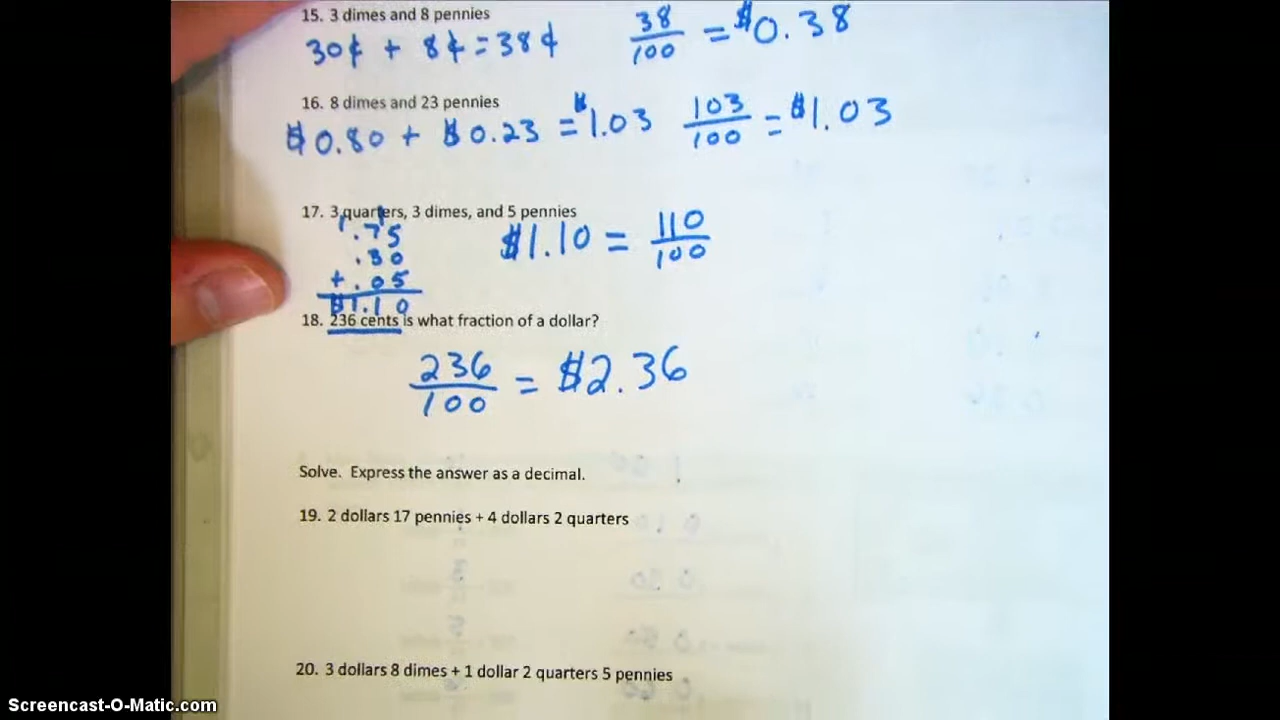 15. 3 dimes and 8 pennies
30¢ + 8¢ = 38¢ 38/100 = $0.38
16. 8 dimes and 23 pennies
$0.80 + $0.23 = $1.03 103/100 = $1.03
17. 3 quarters, 3 dimes, and 5 pennies
1 1
.75
.30
+ .05
$1.10
$1.10 = 110/100
18. 236 cents is what fraction of a dollar?
236/100 = $2.36
Solve. Express the answer as a decimal.
19. 2 dollars 17 pennies + 4 dollars 2 quarters
20. 3 dollars 8 dimes + 1 dollar 2 quarters 5 pennies
Screencast-O-Matic.com